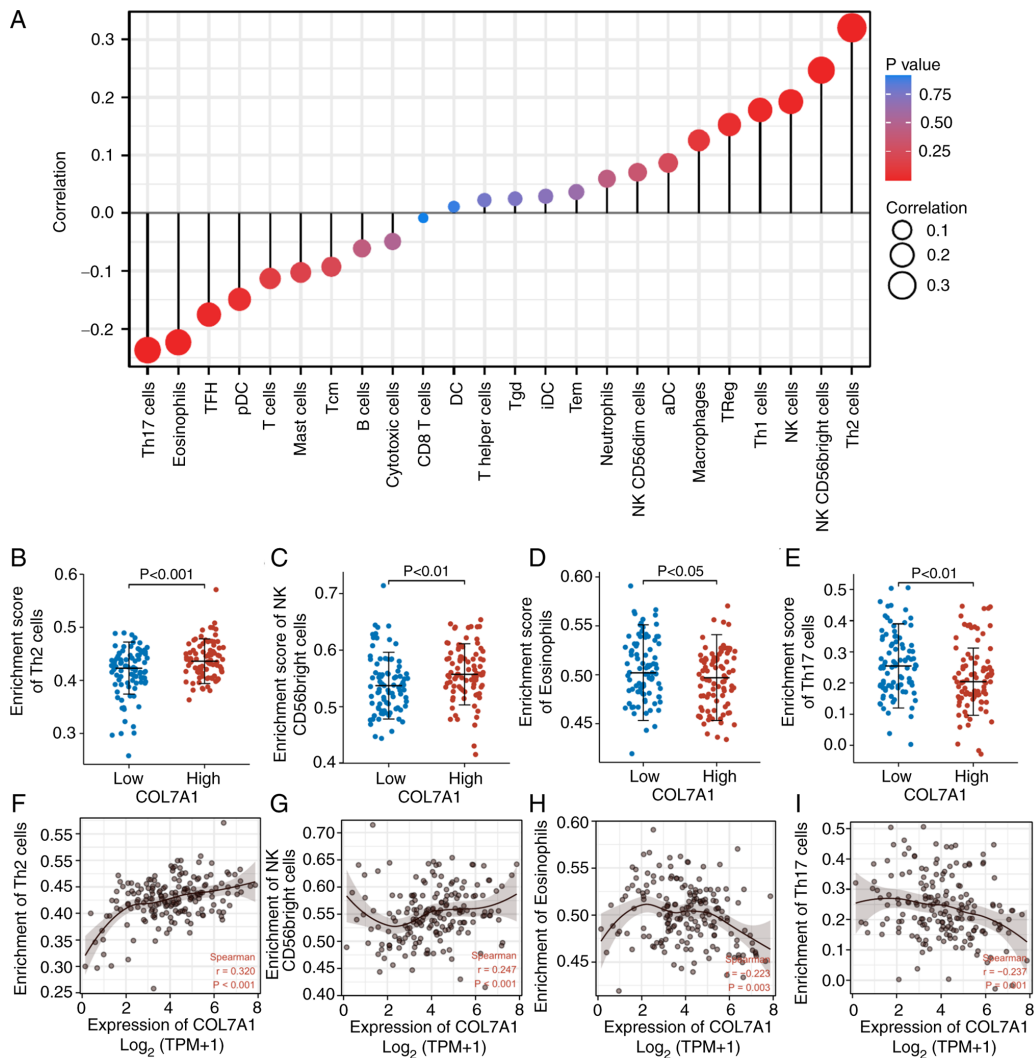 A
Correlation
0.3
0.2
0.1
0.0
−0.1
−0.2
Th17 cells
Eosinophils
TFH
pDC
T cells
Mast cells
Tcm
B cells
Cytotoxic cells
CD8 T cells
DC
T helper cells
Tgd
iDC
Tem
Neutrophils
NK CD56dim cells
aDC
Macrophages
TReg
Th1 cells
NK cells
NK CD56bright cells
Th2 cells
P value
0.75
0.50
0.25
Correlation
0.1
0.2
0.3
B
Enrichment score
of Th2 cells
0.6
0.5
0.4
0.3
P<0.001
Low
High
COL7A1
C
Enrichment score of NK
CD56bright cells
0.7
0.6
0.5
0.4
P<0.01
Low
High
COL7A1
D
Enrichment score
of Eosinophils
0.60
0.55
0.50
0.45
P<0.05
Low
High
COL7A1
E
Enrichment score
of Th17 cells
0.5
0.4
0.3
0.2
0.1
0.0
P<0.01
Low
High
COL7A1
F
Enrichment of Th2 cells
0.55
0.50
0.45
0.40
0.35
0.30
0.25
Spearman
r = 0.320
P < 0.001
0 2 4 6 8
Expression of COL7A1
Log2 (TPM+1)
G
Enrichment of NK
CD56bright cells
0.70
0.65
0.60
0.55
0.50
0.45
0.40
Spearman
r = 0.247
P < 0.001
0 2 4 6 8
Expression of COL7A1
Log2 (TPM+1)
H
Enrichment of Eosinophils
0.60
0.55
0.50
0.45
Spearman
r = −0.223
P = 0.003
0 2 4 6 8
Expression of COL7A1
Log2 (TPM+1)
I
Enrichment of Th17 cells
0.5
0.4
0.3
0.2
0.1
0.0
Spearman
r = −0.237
P = 0.001
0 2 4 6 8
Expression of COL7A1
Log2 (TPM+1)